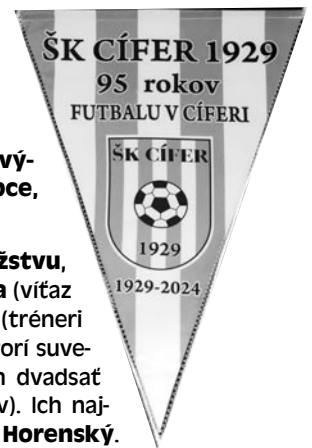 ŠK CÍFER 1929
95 rokov
FUTBALU V CÍFERI
ŠK CÍFER
1929
1929-2024
vý-
pce,
žstvu,
a (víťaz
(tréneri
orí suve-
dvadsať
v). Ich naj-
Horenský.